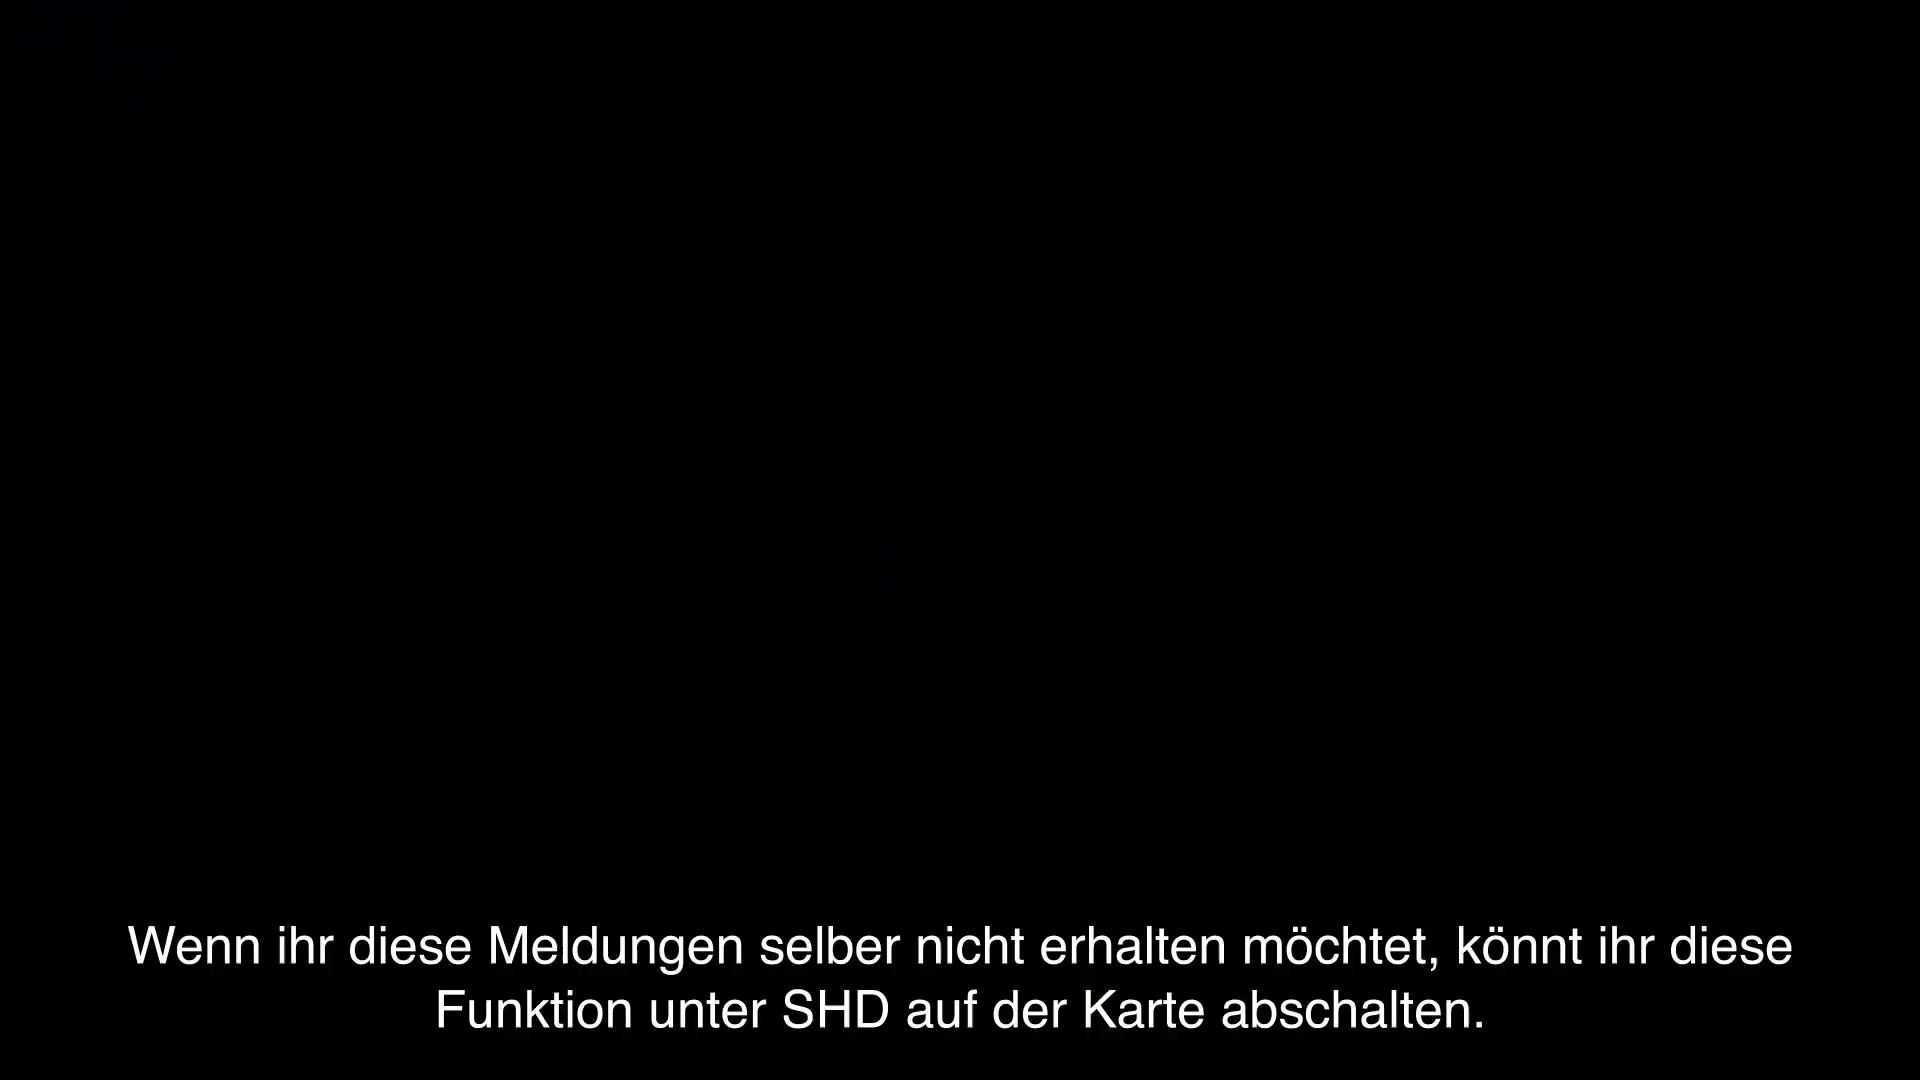 Wenn ihr diese Meldungen selber nicht erhalten möchtet, könnt ihr diese
Funktion unter SHD auf der Karte abschalten.